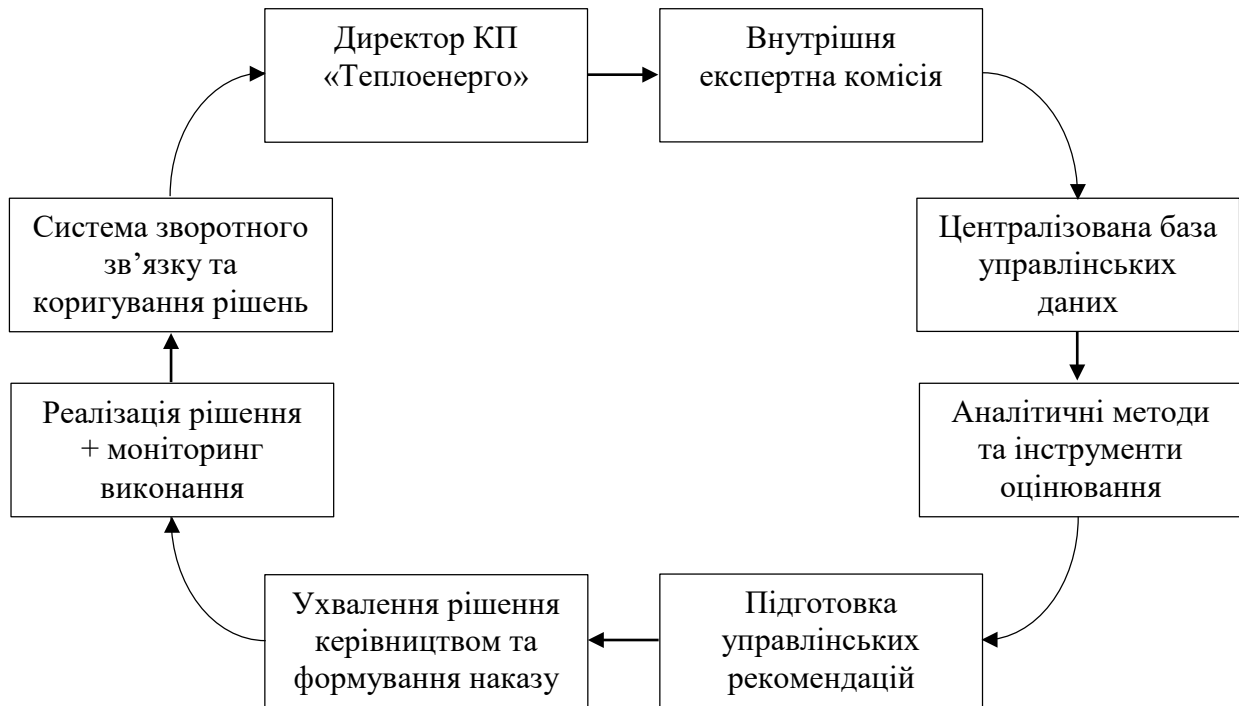 Директор КП
«Теплоенерго»
Внутрішня
експертна комісія
Централізована база
управлінських
даних
Аналітичні методи
та інструменти
оцінювання
Підготовка
управлінських
рекомендацій
Ухвалення рішення
керівництвом та
формування наказу
Реалізація рішення
+ моніторинг
виконання
Система зворотного
зв’язку та
коригування рішень